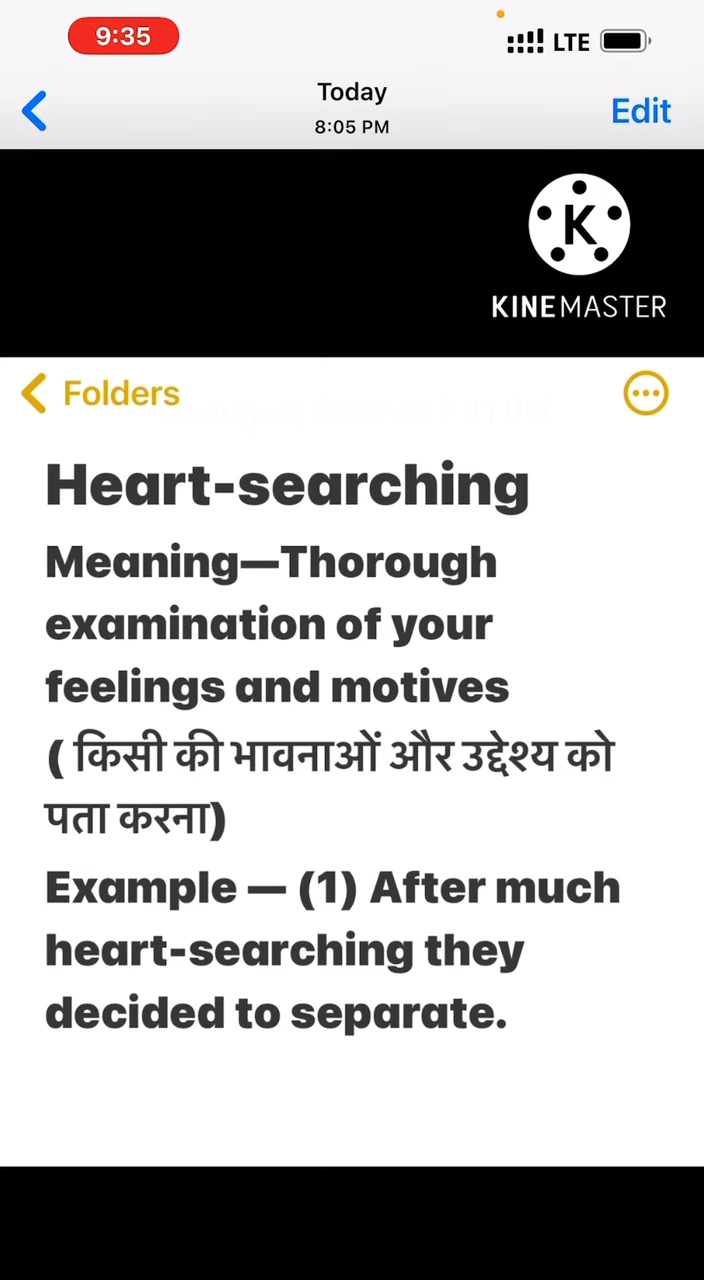 9:35 LTE
Today
8:05 PM
Edit
K
KINEMASTER
Folders
Heart-searching
Meaning—Thorough
examination of your
feelings and motives
( किसी की भावनाओं और उद्देश्य को
पता करना)
Example — (1) After much
heart-searching they
decided to separate.